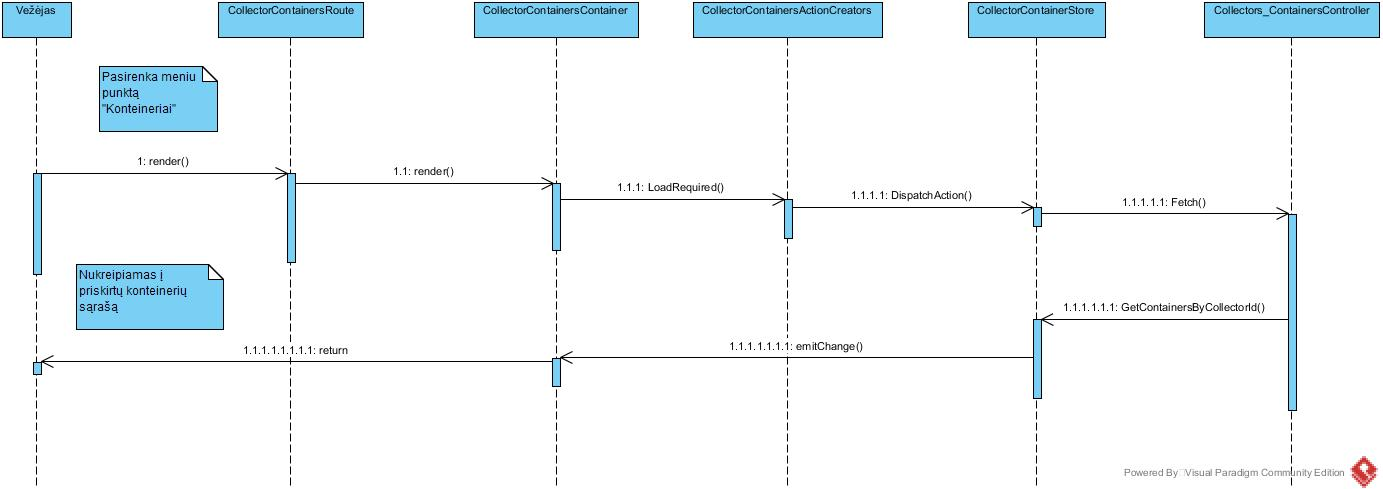 Vežėjas
CollectorContainersRoute
CollectorContainersContainer
CollectorContainersActionCreators
CollectorContainerStore
Collectors_ContainersController
Pasirenka meniu
punktą
"Konteineriai"
1: render()
1.1: render()
1.1.1: LoadRequired()
1.1.1.1: DispatchAction()
1.1.1.1.1: Fetch()
Nukreipiamas į
priskirtų konteinerių
sąrašą
1.1.1.1.1.1: GetContainersByCollectorId()
1.1.1.1.1.1.1: emitChange()
1.1.1.1.1.1.1.1: return
Powered By Visual Paradigm Community Edition